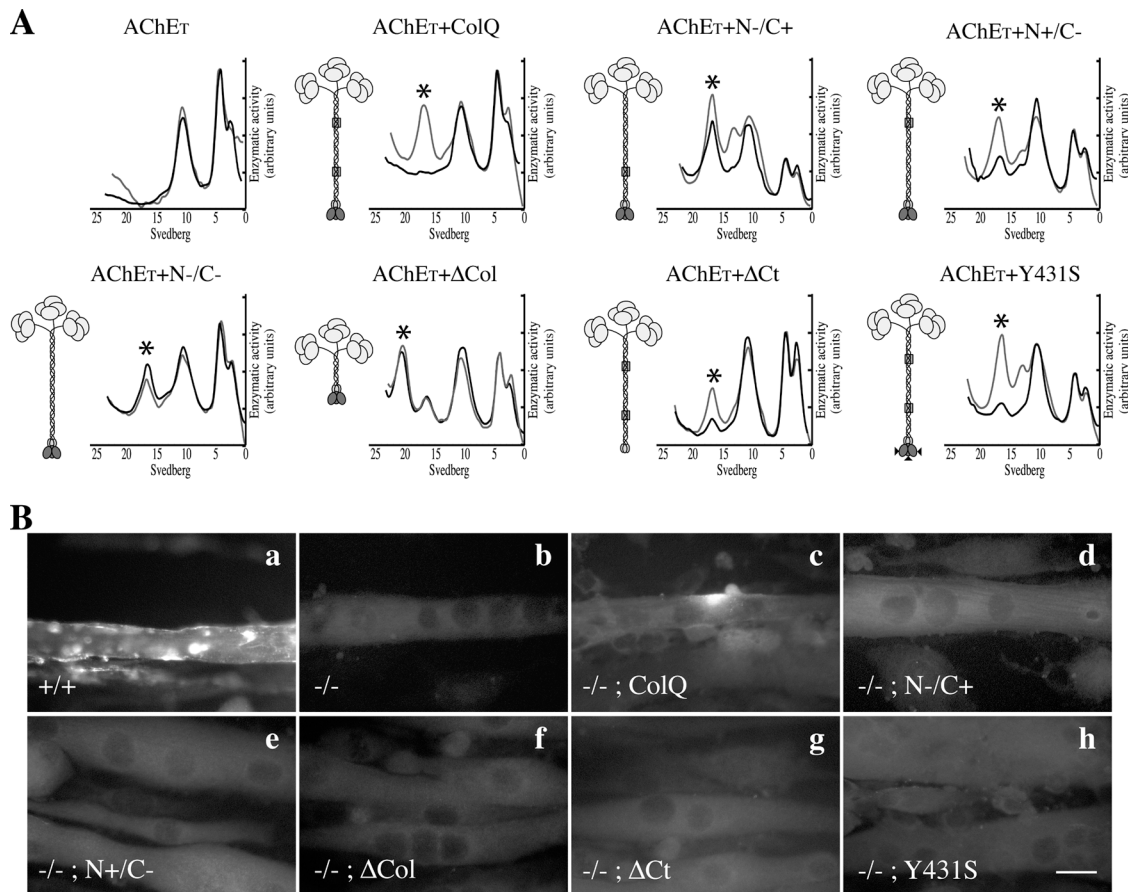 A
AChET
AChET+ColQ
AChET+N-/C+
AChET+N+/C-
*
*
*
Enzymatic activity
(arbitrary units)
Enzymatic activity
(arbitrary units)
Enzymatic activity
(arbitrary units)
Enzymatic activity
(arbitrary units)
25 20 15 10 5 0
25 20 15 10 5 0
25 20 15 10 5 0
25 20 15 10 5 0
Svedberg
Svedberg
Svedberg
Svedberg
AChET+N-/C-
AChET+ΔCol
AChET+ΔCt
AChET+Y431S
*
*
*
*
Enzymatic activity
(arbitrary units)
Enzymatic activity
(arbitrary units)
Enzymatic activity
(arbitrary units)
Enzymatic activity
(arbitrary units)
25 20 15 10 5 0
25 20 15 10 5 0
25 20 15 10 5 0
25 20 15 10 5 0
Svedberg
Svedberg
Svedberg
Svedberg
B
a
+/+
b
-/-
c
-/- ; ColQ
d
-/- ; N-/C+
e
-/- ; N+/C-
f
-/- ; ΔCol
g
-/- ; ΔCt
h
-/- ; Y431S